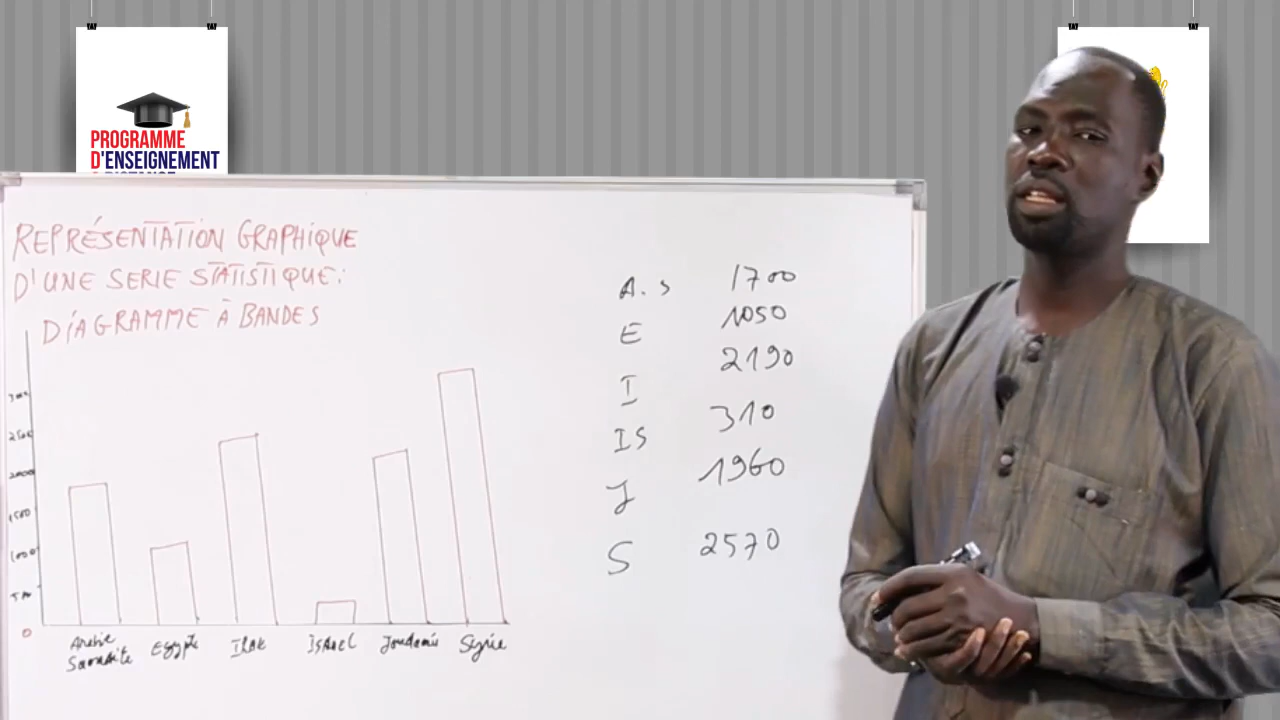 PROGRAMME
D'ENSEIGNEMENT
À DISTANCE
REPRÉSENTATION GRAPHIQUE
D'UNE SERIE STATISTIQUE:
DIAGRAMME À BANDES
2500
2000
1500
1000
0
Arabie
Saoudite
Egypte
Irak
Israel
Jordanie
Syrie
A. S 1700
E 1050
I 2190
IS 310
J 1960
S 2570